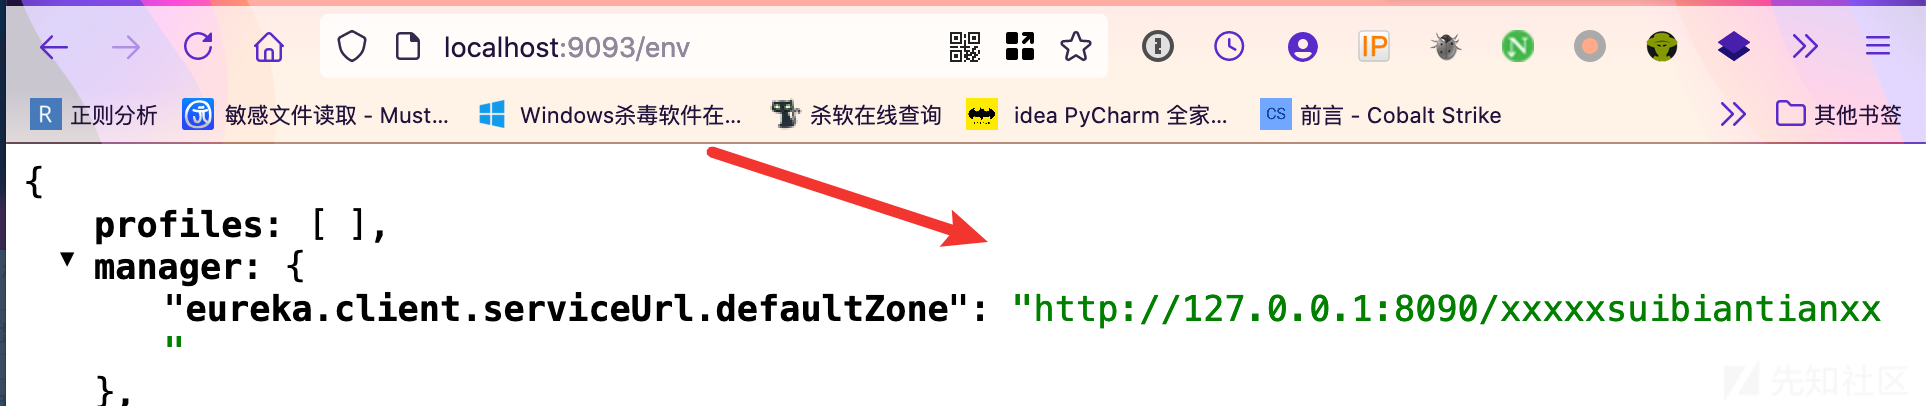 localhost:9093/env
IP
N
R 正则分析 敏感文件读取 - Must... Windows杀毒软件在... 杀软在线查询 idea PyCharm 全家... CS 前言 - Cobalt Strike 其他书签
{
profiles: [ ],
manager: {
"eureka.client.serviceUrl.defaultZone": "http://127.0.0.1:8090/xxxxxsuibiantianxx
"
},
先知社区